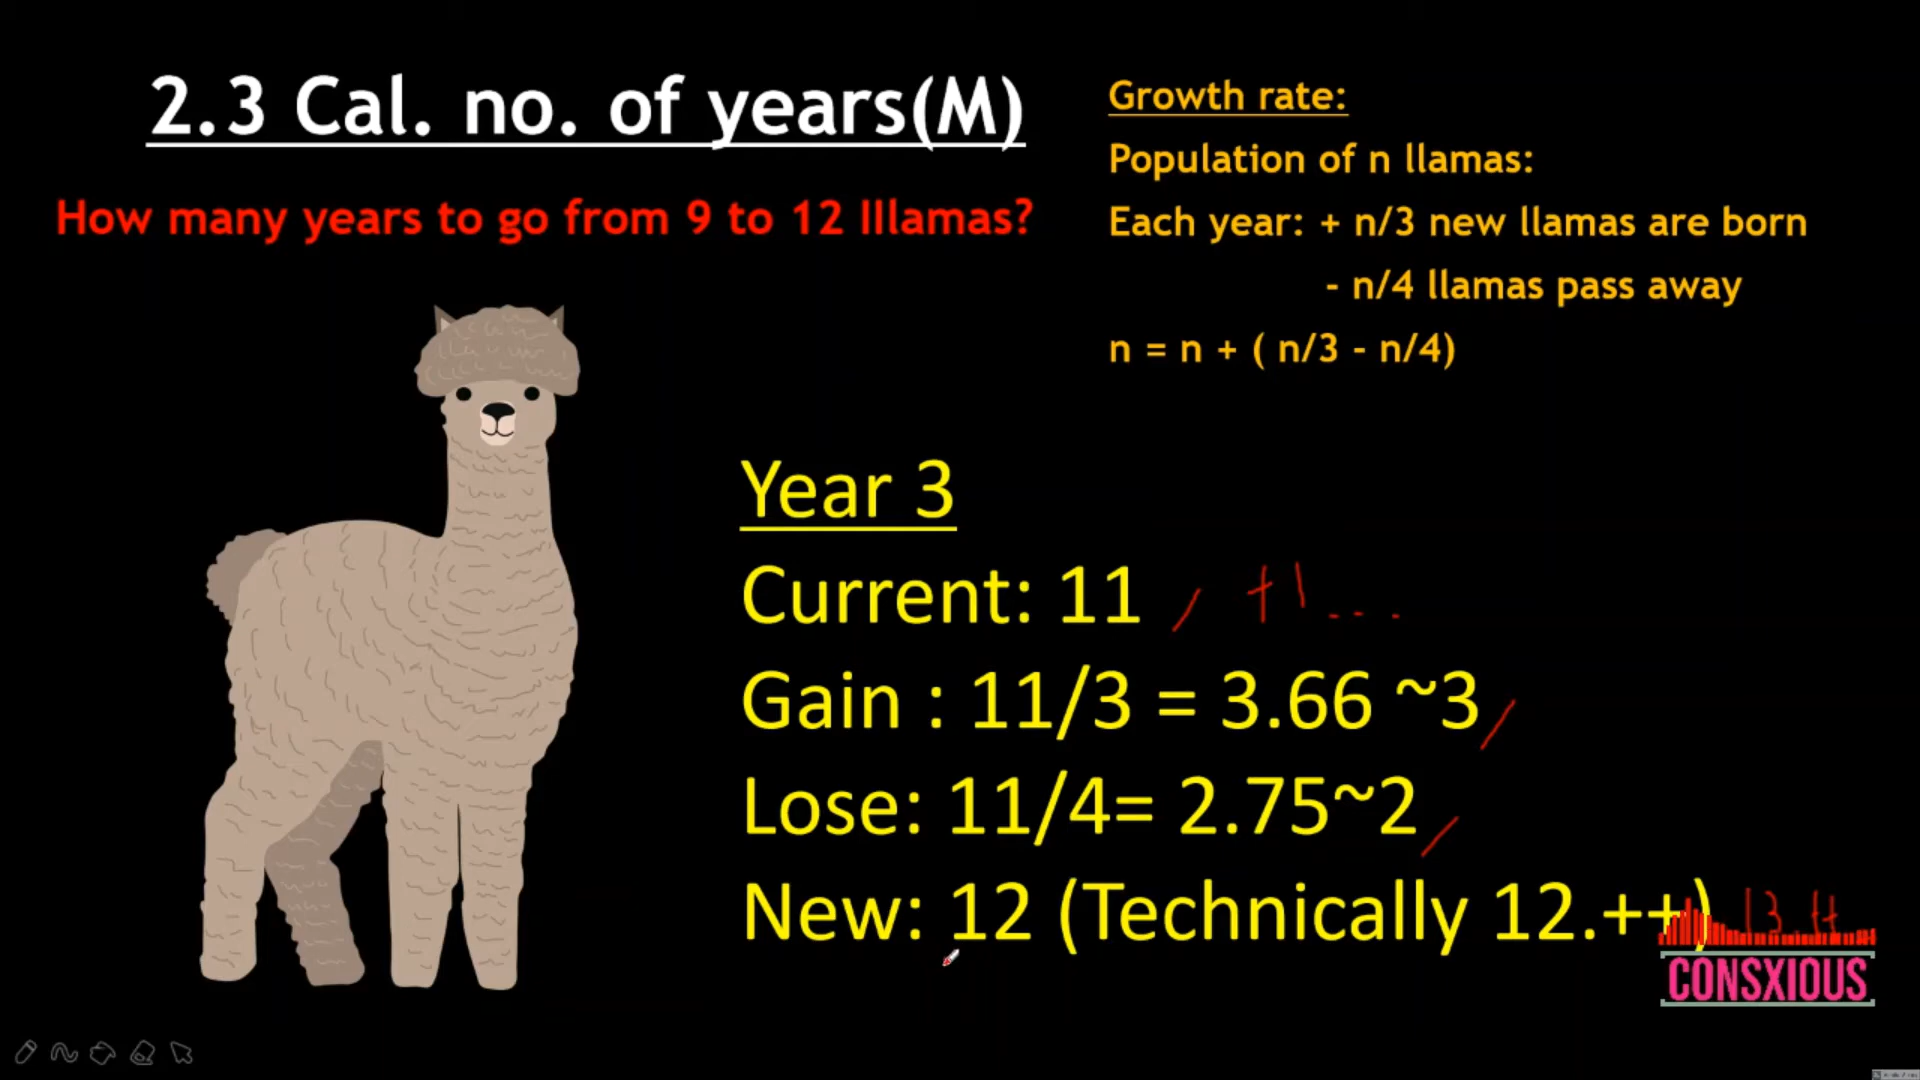 2.3 Cal. no. of years(M)
How many years to go from 9 to 12 IIlamas?
Growth rate:
Population of n llamas:
Each year: + n/3 new llamas are born
- n/4 llamas pass away
n = n + ( n/3 - n/4)
Year 3
Current: 11
+1...
Gain : 11/3 = 3.66 ~3
Lose: 11/4= 2.75~2
New: 12 (Technically 12.++)
CONSXIOUS